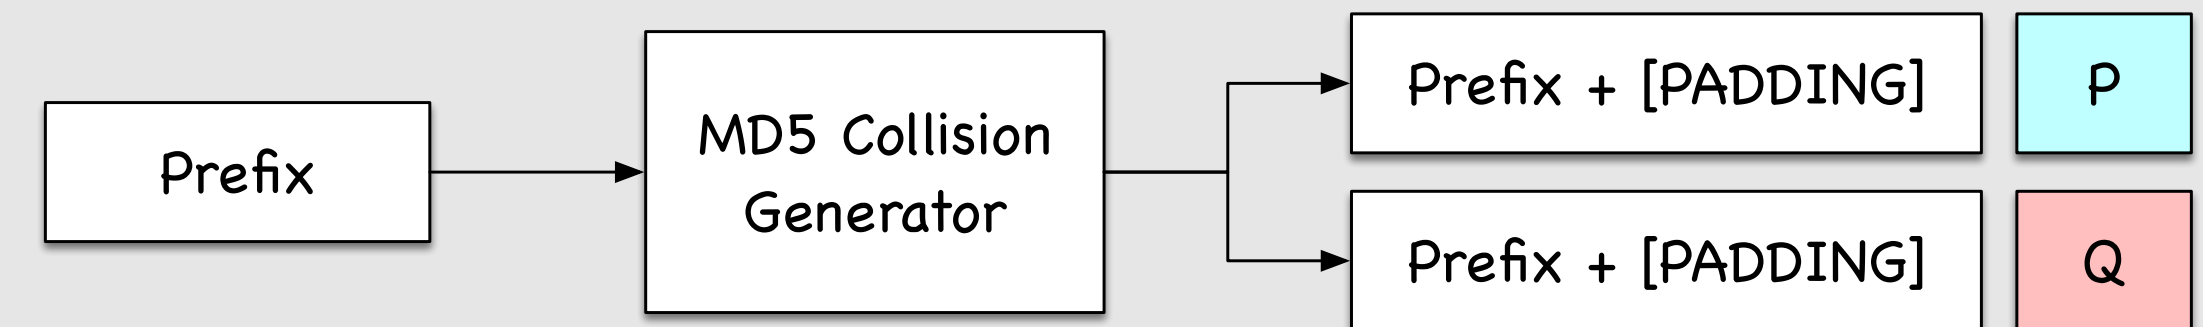 Prefix
MD5 Collision
Generator
Prefix + [PADDING]
P
Prefix + [PADDING]
Q